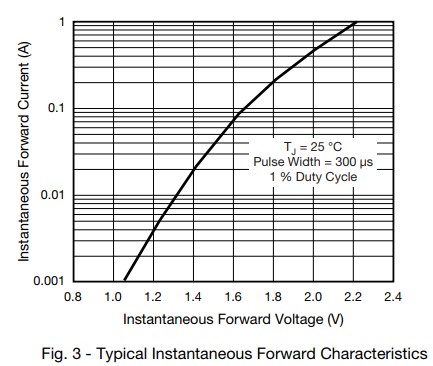 Instantaneous Forward Current (A)
1
0.1
0.01
0.001
TJ = 25 °C
Pulse Width = 300 µs
1 % Duty Cycle
0.8 1.0 1.2 1.4 1.6 1.8 2.0 2.2 2.4
Instantaneous Forward Voltage (V)
Fig. 3 - Typical Instantaneous Forward Characteristics